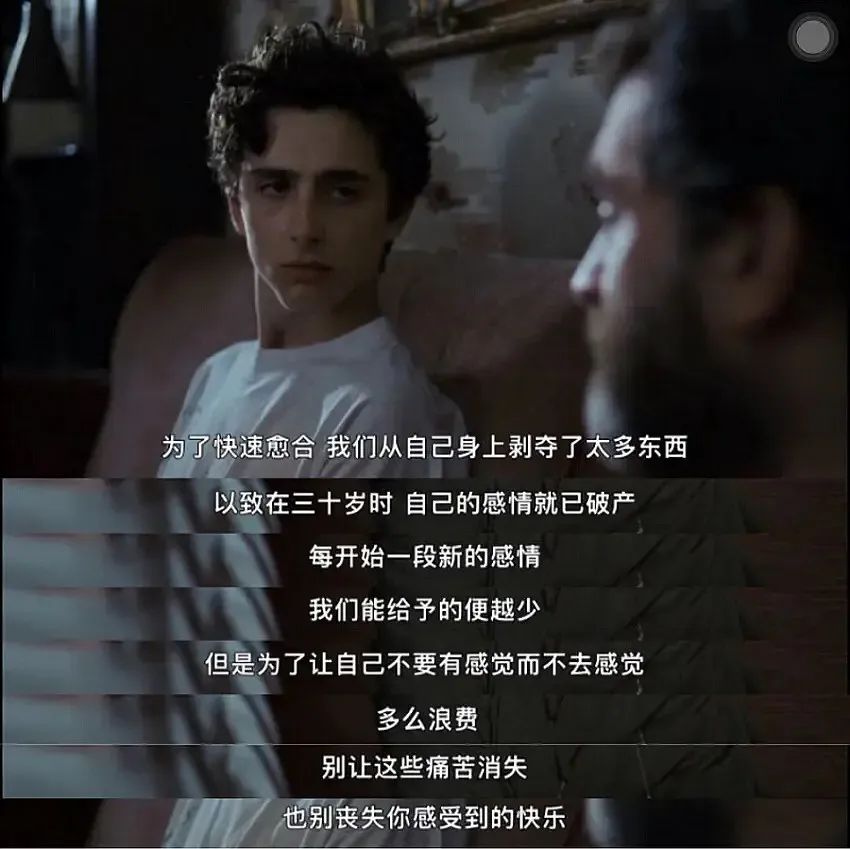 为了快速愈合 我们从自己身上剥夺了太多东西
以致在三十岁时 自己的感情就已破产
每开始一段新的感情
我们能给予的便越少
但是为了让自己不要有感觉而不去感觉
多么浪费
别让这些痛苦消失
也别丧失你感受到的快乐